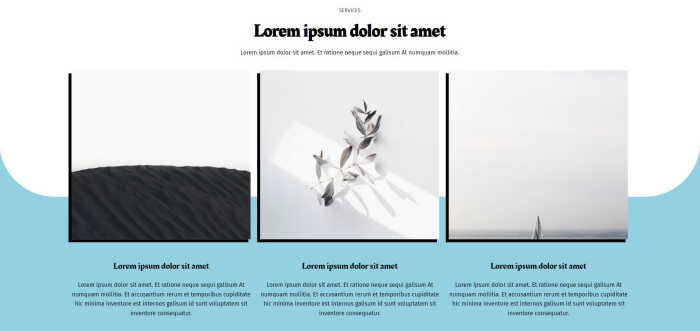 SERVICES
Lorem ipsum dolor sit amet
Lorem ipsum dolor sit amet. Et ratione neque sequi galisum At numquam mollitia.
Lorem ipsum dolor sit amet
Lorem ipsum dolor sit amet. Et ratione neque sequi galisum At
numquam mollitia. Et accusantium rerum et temporibus cupiditate
hic minima inventore est internos galisum id sunt voluptatem sit
inventore consequatur.
Lorem ipsum dolor sit amet
Lorem ipsum dolor sit amet. Et ratione neque sequi galisum At
numquam mollitia. Et accusantium rerum et temporibus cupiditate
hic minima inventore est internos galisum id sunt voluptatem sit
inventore consequatur.
Lorem ipsum dolor sit amet
Lorem ipsum dolor sit amet. Et ratione neque sequi galisum At
numquam mollitia. Et accusantium rerum et temporibus cupiditate
hic minima inventore est internos galisum id sunt voluptatem sit
inventore consequatur.